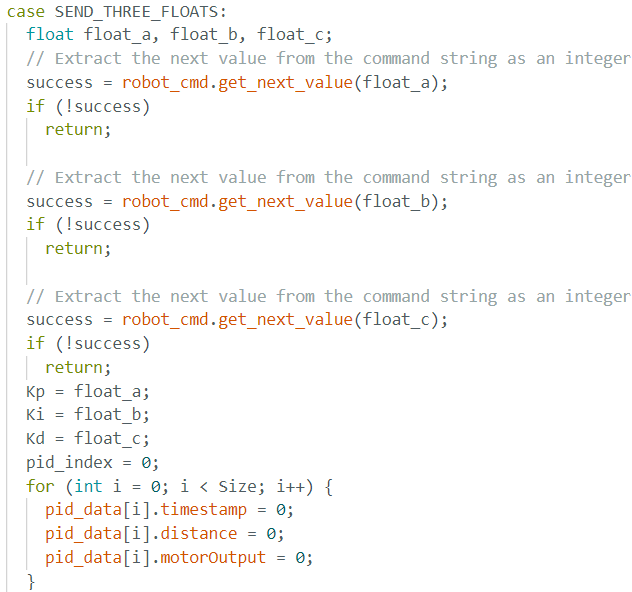 case SEND_THREE_FLOATS:
float float_a, float_b, float_c;
// Extract the next value from the command string as an integer
success = robot_cmd.get_next_value(float_a);
if (!success)
return;
// Extract the next value from the command string as an integer
success = robot_cmd.get_next_value(float_b);
if (!success)
return;
// Extract the next value from the command string as an integer
success = robot_cmd.get_next_value(float_c);
if (!success)
return;
Kp = float_a;
Ki = float_b;
Kd = float_c;
pid_index = 0;
for (int i = 0; i < Size; i++) {
pid_data[i].timestamp = 0;
pid_data[i].distance = 0;
pid_data[i].motorOutput = 0;
}